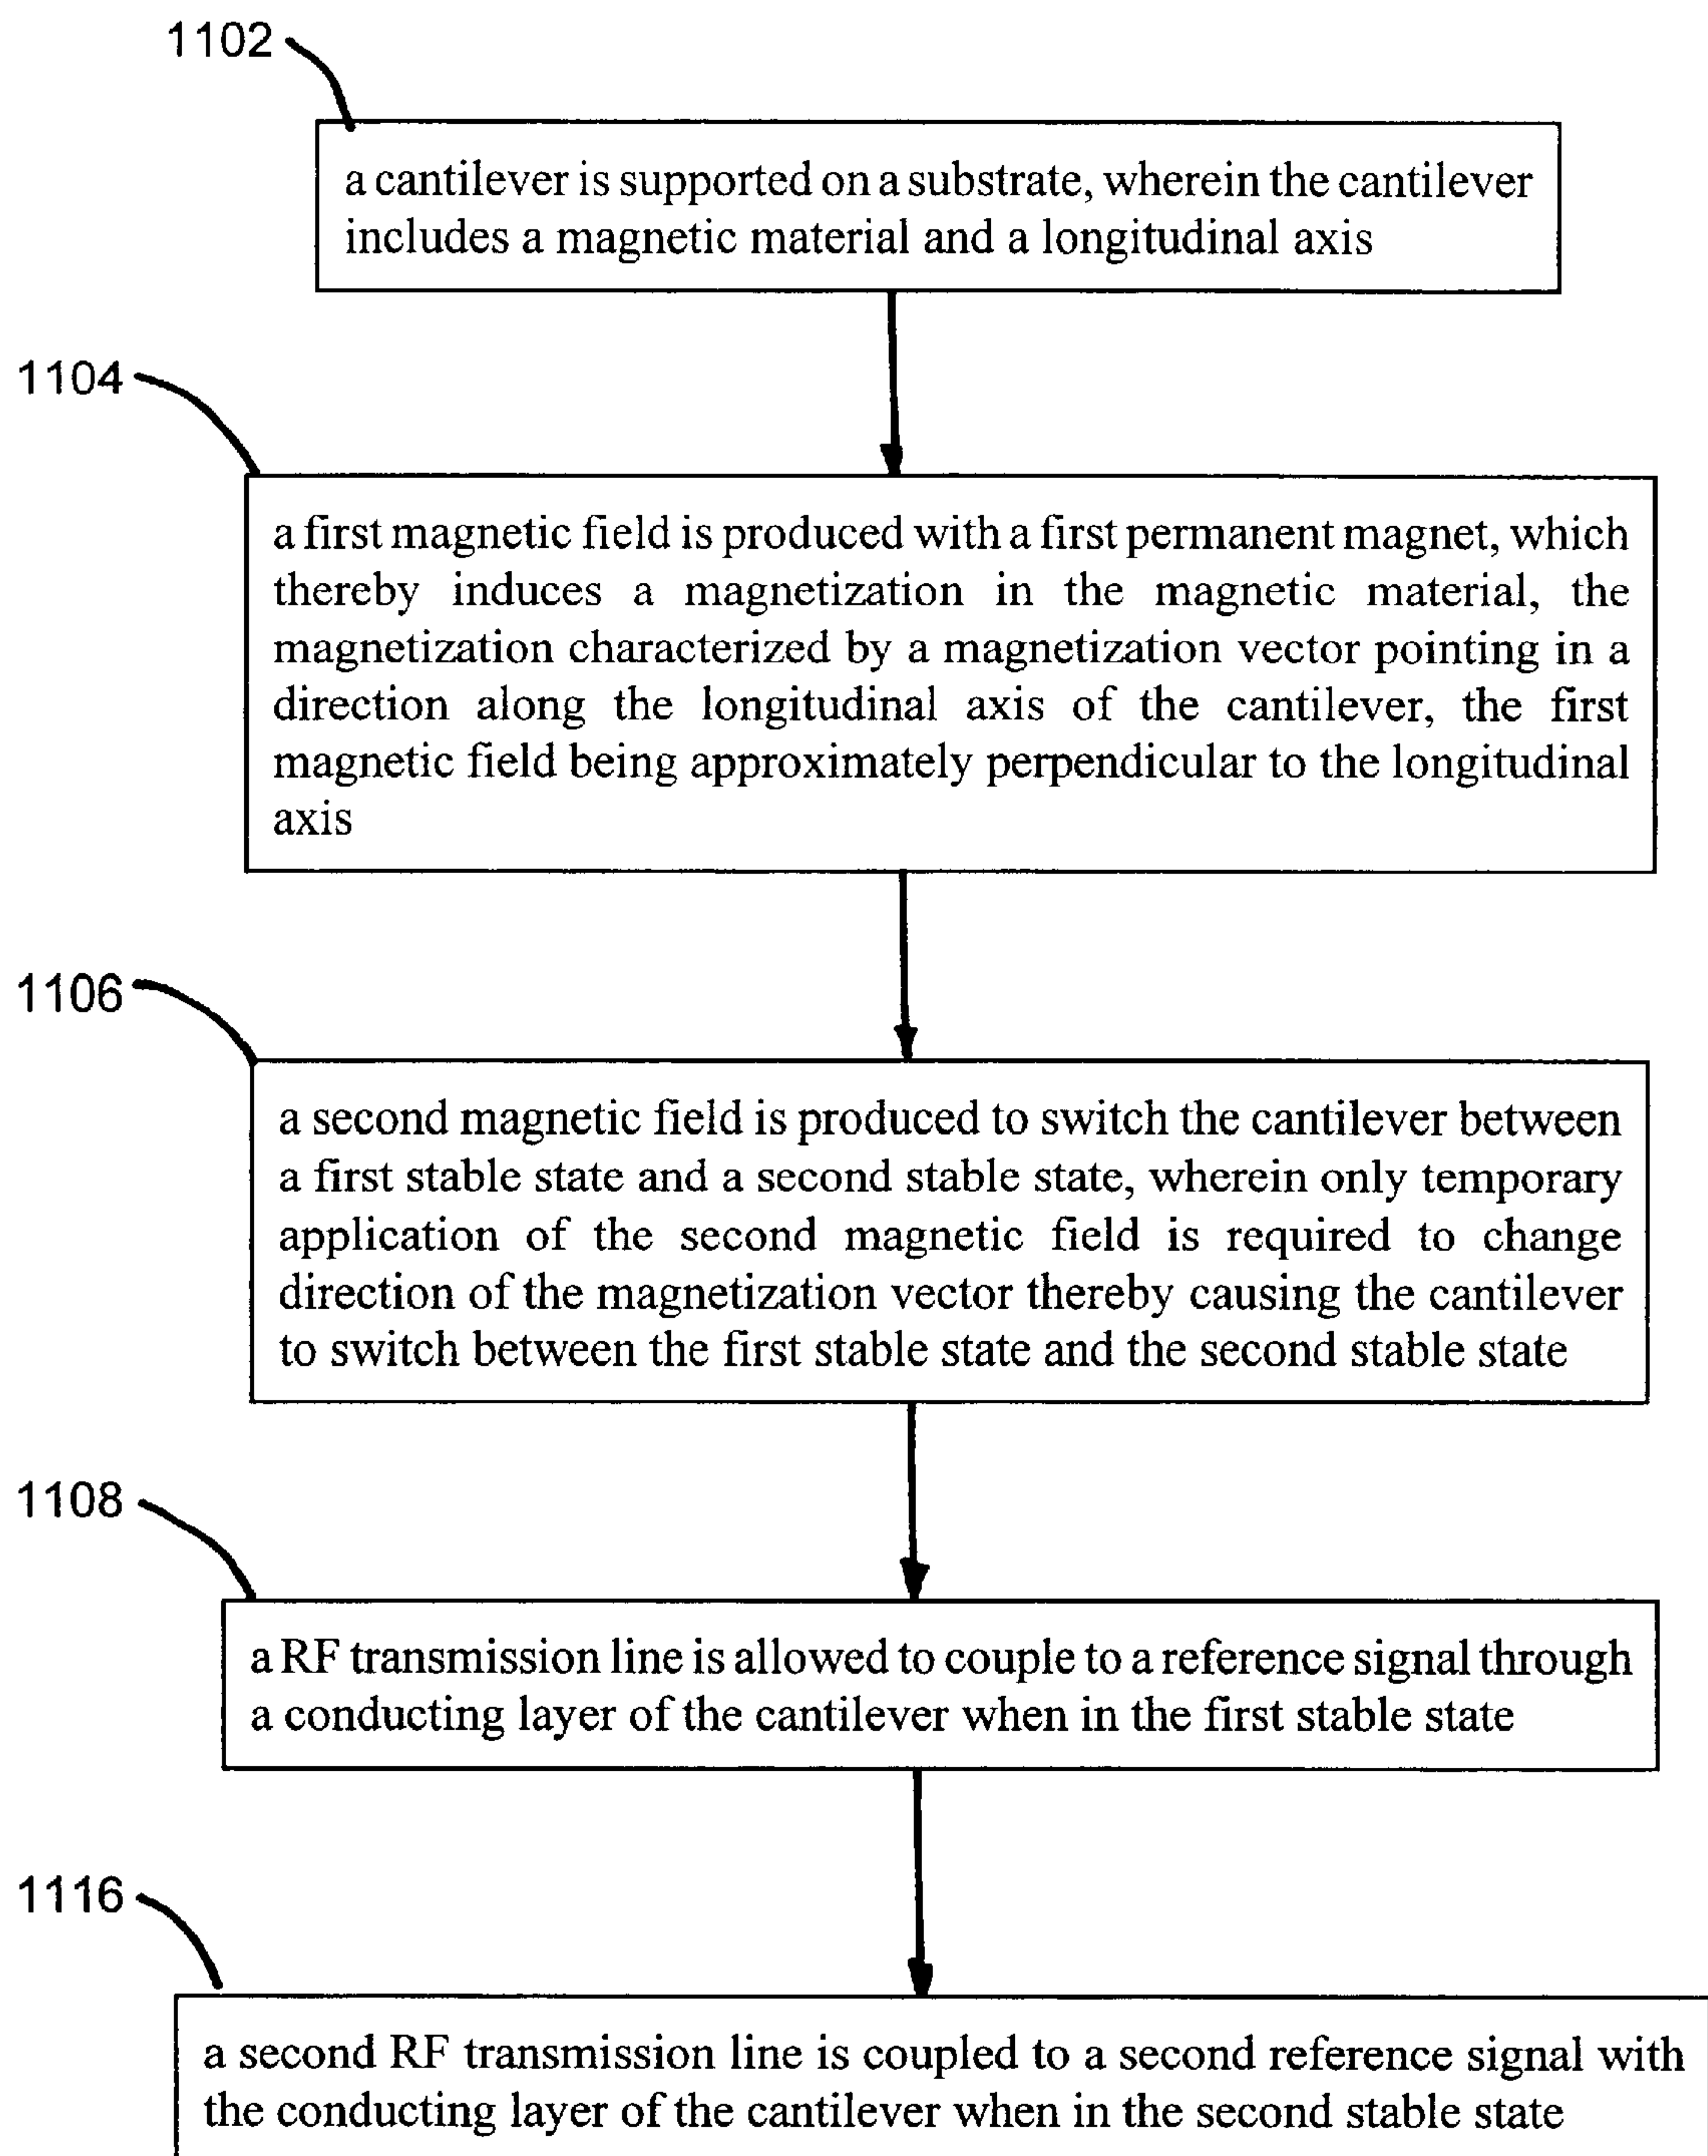 1102
a cantilever is supported on a substrate, wherein the cantilever
includes a magnetic material and a longitudinal axis
1104
a first magnetic field is produced with a first permanent magnet, which
thereby induces a magnetization in the magnetic material, the
magnetization characterized by a magnetization vector pointing in a
direction along the longitudinal axis of the cantilever, the first
magnetic field being approximately perpendicular to the longitudinal
axis
1106
a second magnetic field is produced to switch the cantilever between
a first stable state and a second stable state, wherein only temporary
application of the second magnetic field is required to change
direction of the magnetization vector thereby causing the cantilever
to switch between the first stable state and the second stable state
1108
a RF transmission line is allowed to couple to a reference signal through
a conducting layer of the cantilever when in the first stable state
1116
a second RF transmission line is coupled to a second reference signal with
the conducting layer of the cantilever when in the second stable state